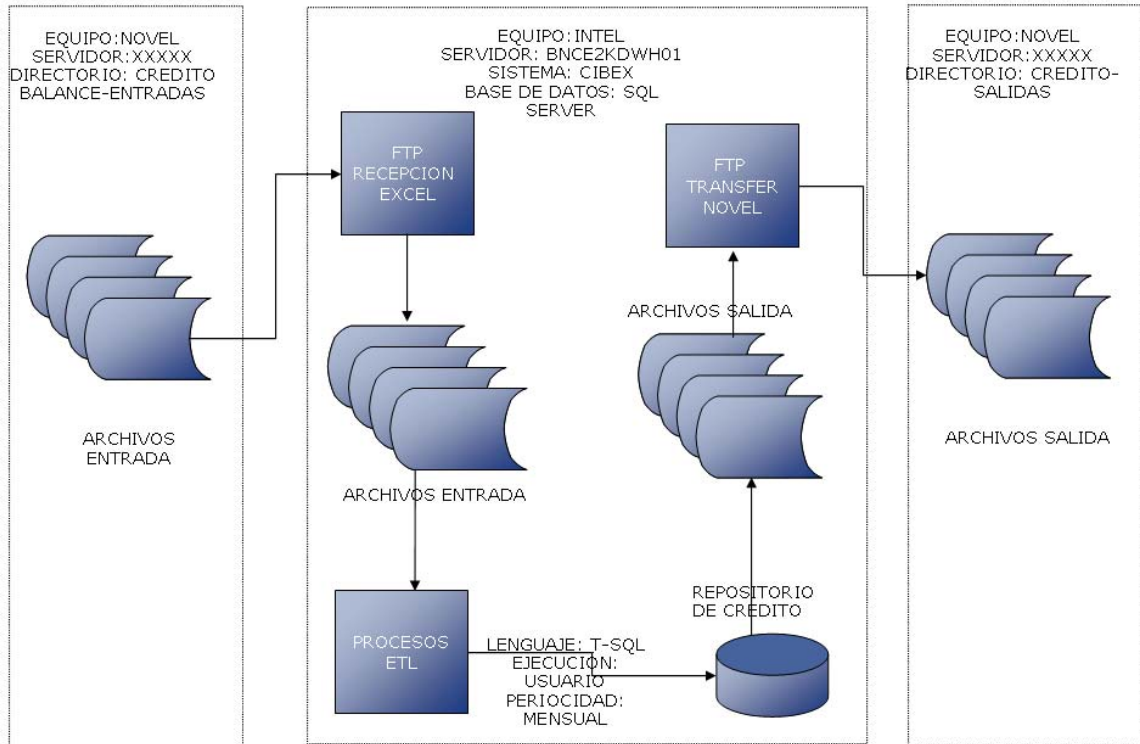 EQUIPO:NOVEL
SERVIDOR:XXXXX
DIRECTORIO: CREDITO
BALANCE-ENTRADAS
ARCHIVOS
ENTRADA
EQUIPO: INTEL
SERVIDOR: BNCE2KDWH01
SISTEMA: CIBEX
BASE DE DATOS: SQL
SERVER
FTP
RECEPCION
EXCEL
ARCHIVOS ENTRADA
PROCESOS
ETL
LENGUAJE: T-SQL
EJECUCIÓN:
USUARIO
PERIOCIDAD:
MENSUAL
REPOSITORIO
DE CREDITO
ARCHIVOS SALIDA
FTP
TRANSFER
NOVEL
EQUIPO: NOVEL
SERVIDOR:XXXXX
DIRECTORIO: CREDITO-
SALIDAS
ARCHIVOS SALIDA